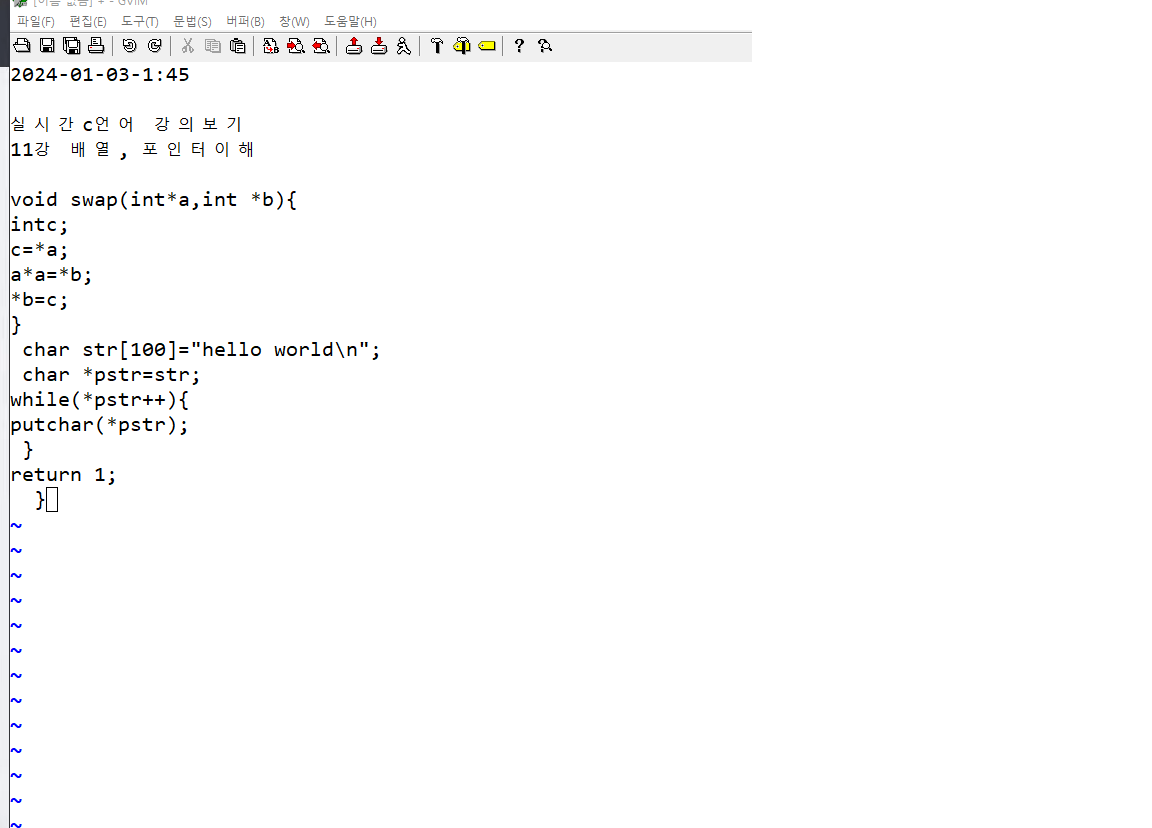 [이름 없음] + - GVIM
파일(F) 편집(E) 도구(T) 문법(S) 버퍼(B) 창(W) 도움말(H)
2024-01-03-1:45
실시간c언어 강의보기
11강 배열, 포인터이해
void swap(int*a,int *b){
intc;
c=*a;
a*a=*b;
*b=c;
}
char str[100]="hello world\n";
char *pstr=str;
while(*pstr++){
putchar(*pstr);
}
return 1;
}
~
~
~
~
~
~
~
~
~
~
~
~
~